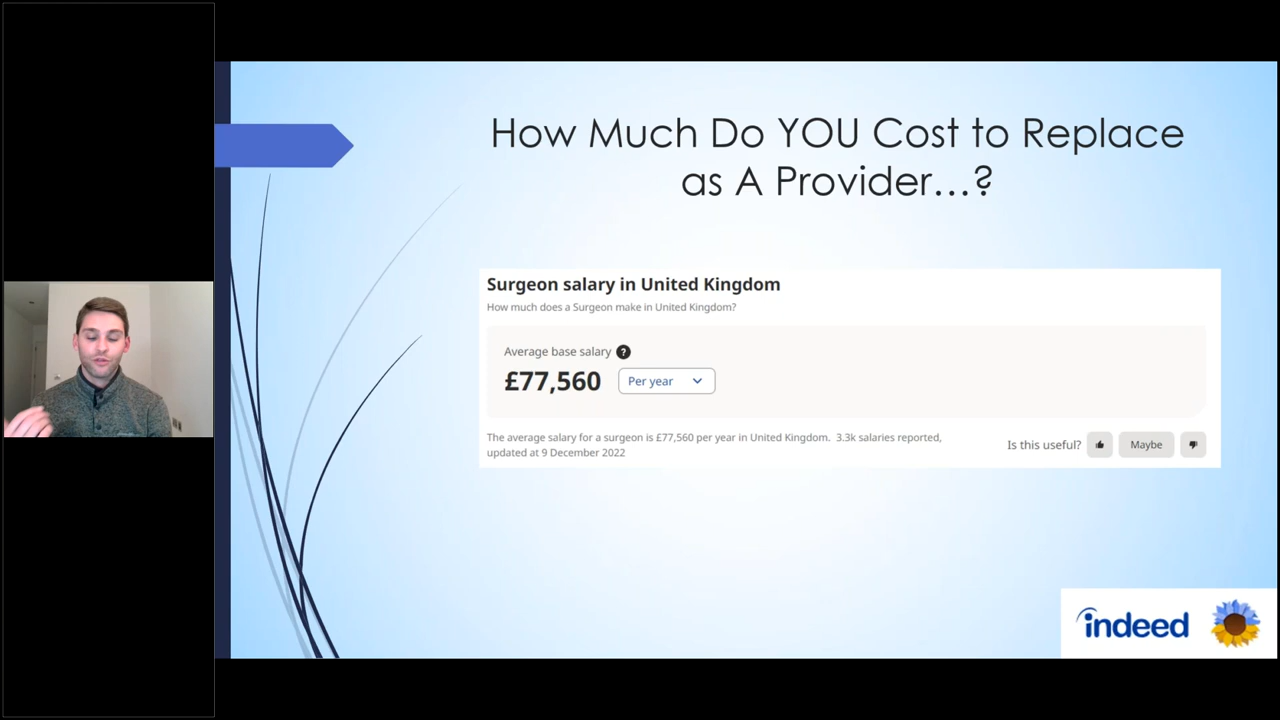 How Much Do YOU Cost to Replace
as A Provider...?
Surgeon salary in United Kingdom
How much does a Surgeon make in United Kingdom?
Average base salary ?
£77,560 Per year
The average salary for a surgeon is £77,560 per year in United Kingdom. 3.3k salaries reported,
updated at 9 December 2022
Is this useful? Maybe
indeed